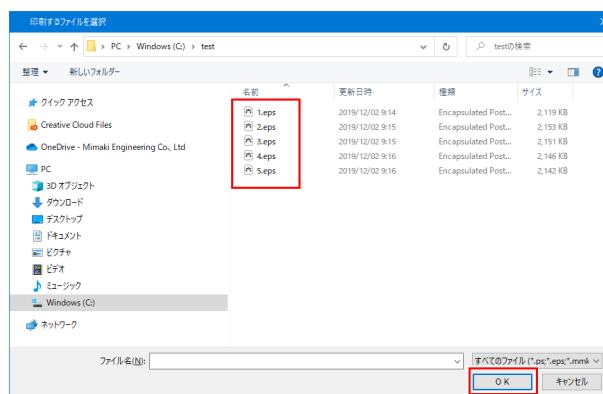 印刷するファイルを選択
PC > Windows (C:) > test
testの検索
整理 新しいフォルダー
名前 更新日時 種類 サイズ
クイック アクセス
Creative Cloud Files
OneDrive - Mimaki Engineering Co., Ltd
PC
3D オブジェクト
ダウンロード
デスクトップ
ドキュメント
ピクチャ
ビデオ
ミュージック
Windows (C:)
ネットワーク
1.eps 2019/12/02 9:14 Encapsulated Post... 2,119 KB
2.eps 2019/12/02 9:15 Encapsulated Post... 2,153 KB
3.eps 2019/12/02 9:15 Encapsulated Post... 2,151 KB
4.eps 2019/12/02 9:16 Encapsulated Post... 2,146 KB
5.eps 2019/12/02 9:16 Encapsulated Post... 2,142 KB
ファイル名(N):
すべてのファイル (*.ps;*.eps;*.mmk
OK キャンセル